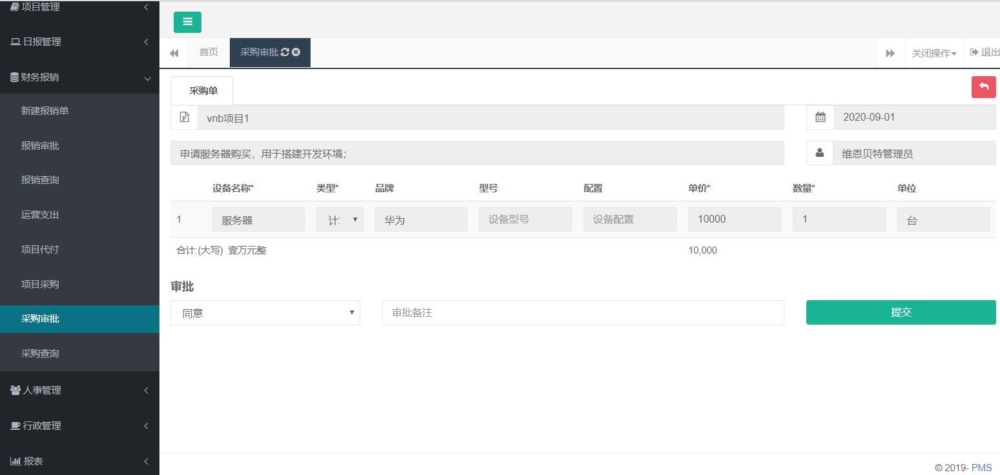 项目管理
日报管理
财务报销
新建报销单
报销审批
报销查询
运营支出
项目代付
项目采购
采购审批
采购查询
人事管理
行政管理
报表
首页 采购审批 关闭操作 退出
采购单
vnb项目1 2020-09-01
申请服务器购买，用于搭建开发环境； 维恩贝特管理员
设备名称* 类型* 品牌 型号 配置 单价* 数量* 单位
1 服务器 计 华为 设备型号 设备配置 10000 1 台
合计:(大写) 壹万元整 10,000
审批
同意 审批备注 提交
© 2019- PMS